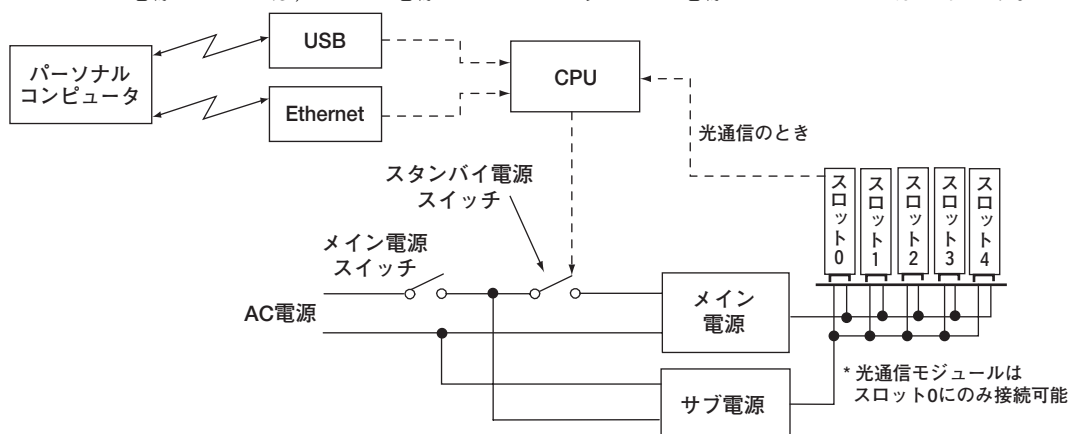 USB
パーソナル
コンピュータ
CPU
Ethernet
光通信のとき
スタンバイ電源
スイッチ
メイン電源
スイッチ
スロット0
スロット1
スロット2
スロット3
スロット4
AC電源
メイン
電源
サブ電源
* 光通信モジュールは
スロット0にのみ接続可能